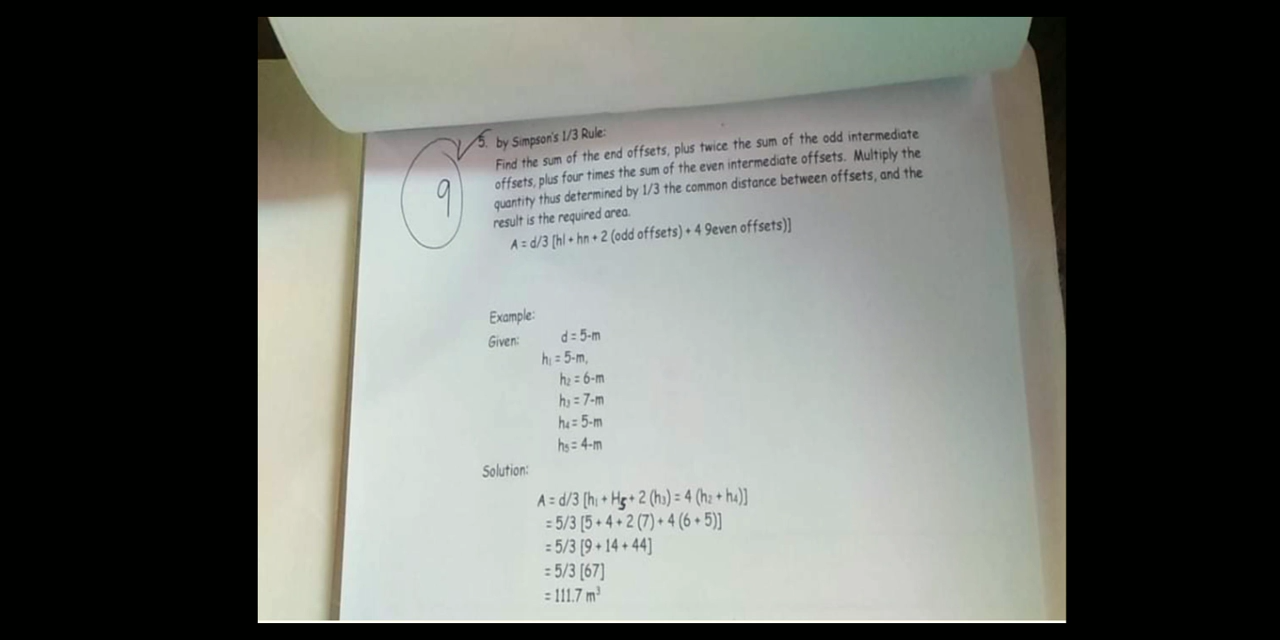 9
5. by Simpson's 1/3 Rule:
Find the sum of the end offsets, plus twice the sum of the odd intermediate
offsets, plus four times the sum of the even intermediate offsets. Multiply the
quantity thus determined by 1/3 the common distance between offsets, and the
result is the required area.
A = d/3 [hl + hn + 2 (odd offsets) + 4 9even offsets)]
Example:
Given: d = 5-m
h₁ = 5-m,
h₂ = 6-m
h₃ = 7-m
h₄ = 5-m
h₅ = 4-m
Solution:
A = d/3 [h₁ + H5 + 2 (h₃) = 4 (h₂ + h₄)]
= 5/3 [5 + 4 + 2 (7) + 4 (6 + 5)]
= 5/3 [9 + 14 + 44]
= 5/3 [67]
= 111.7 m³